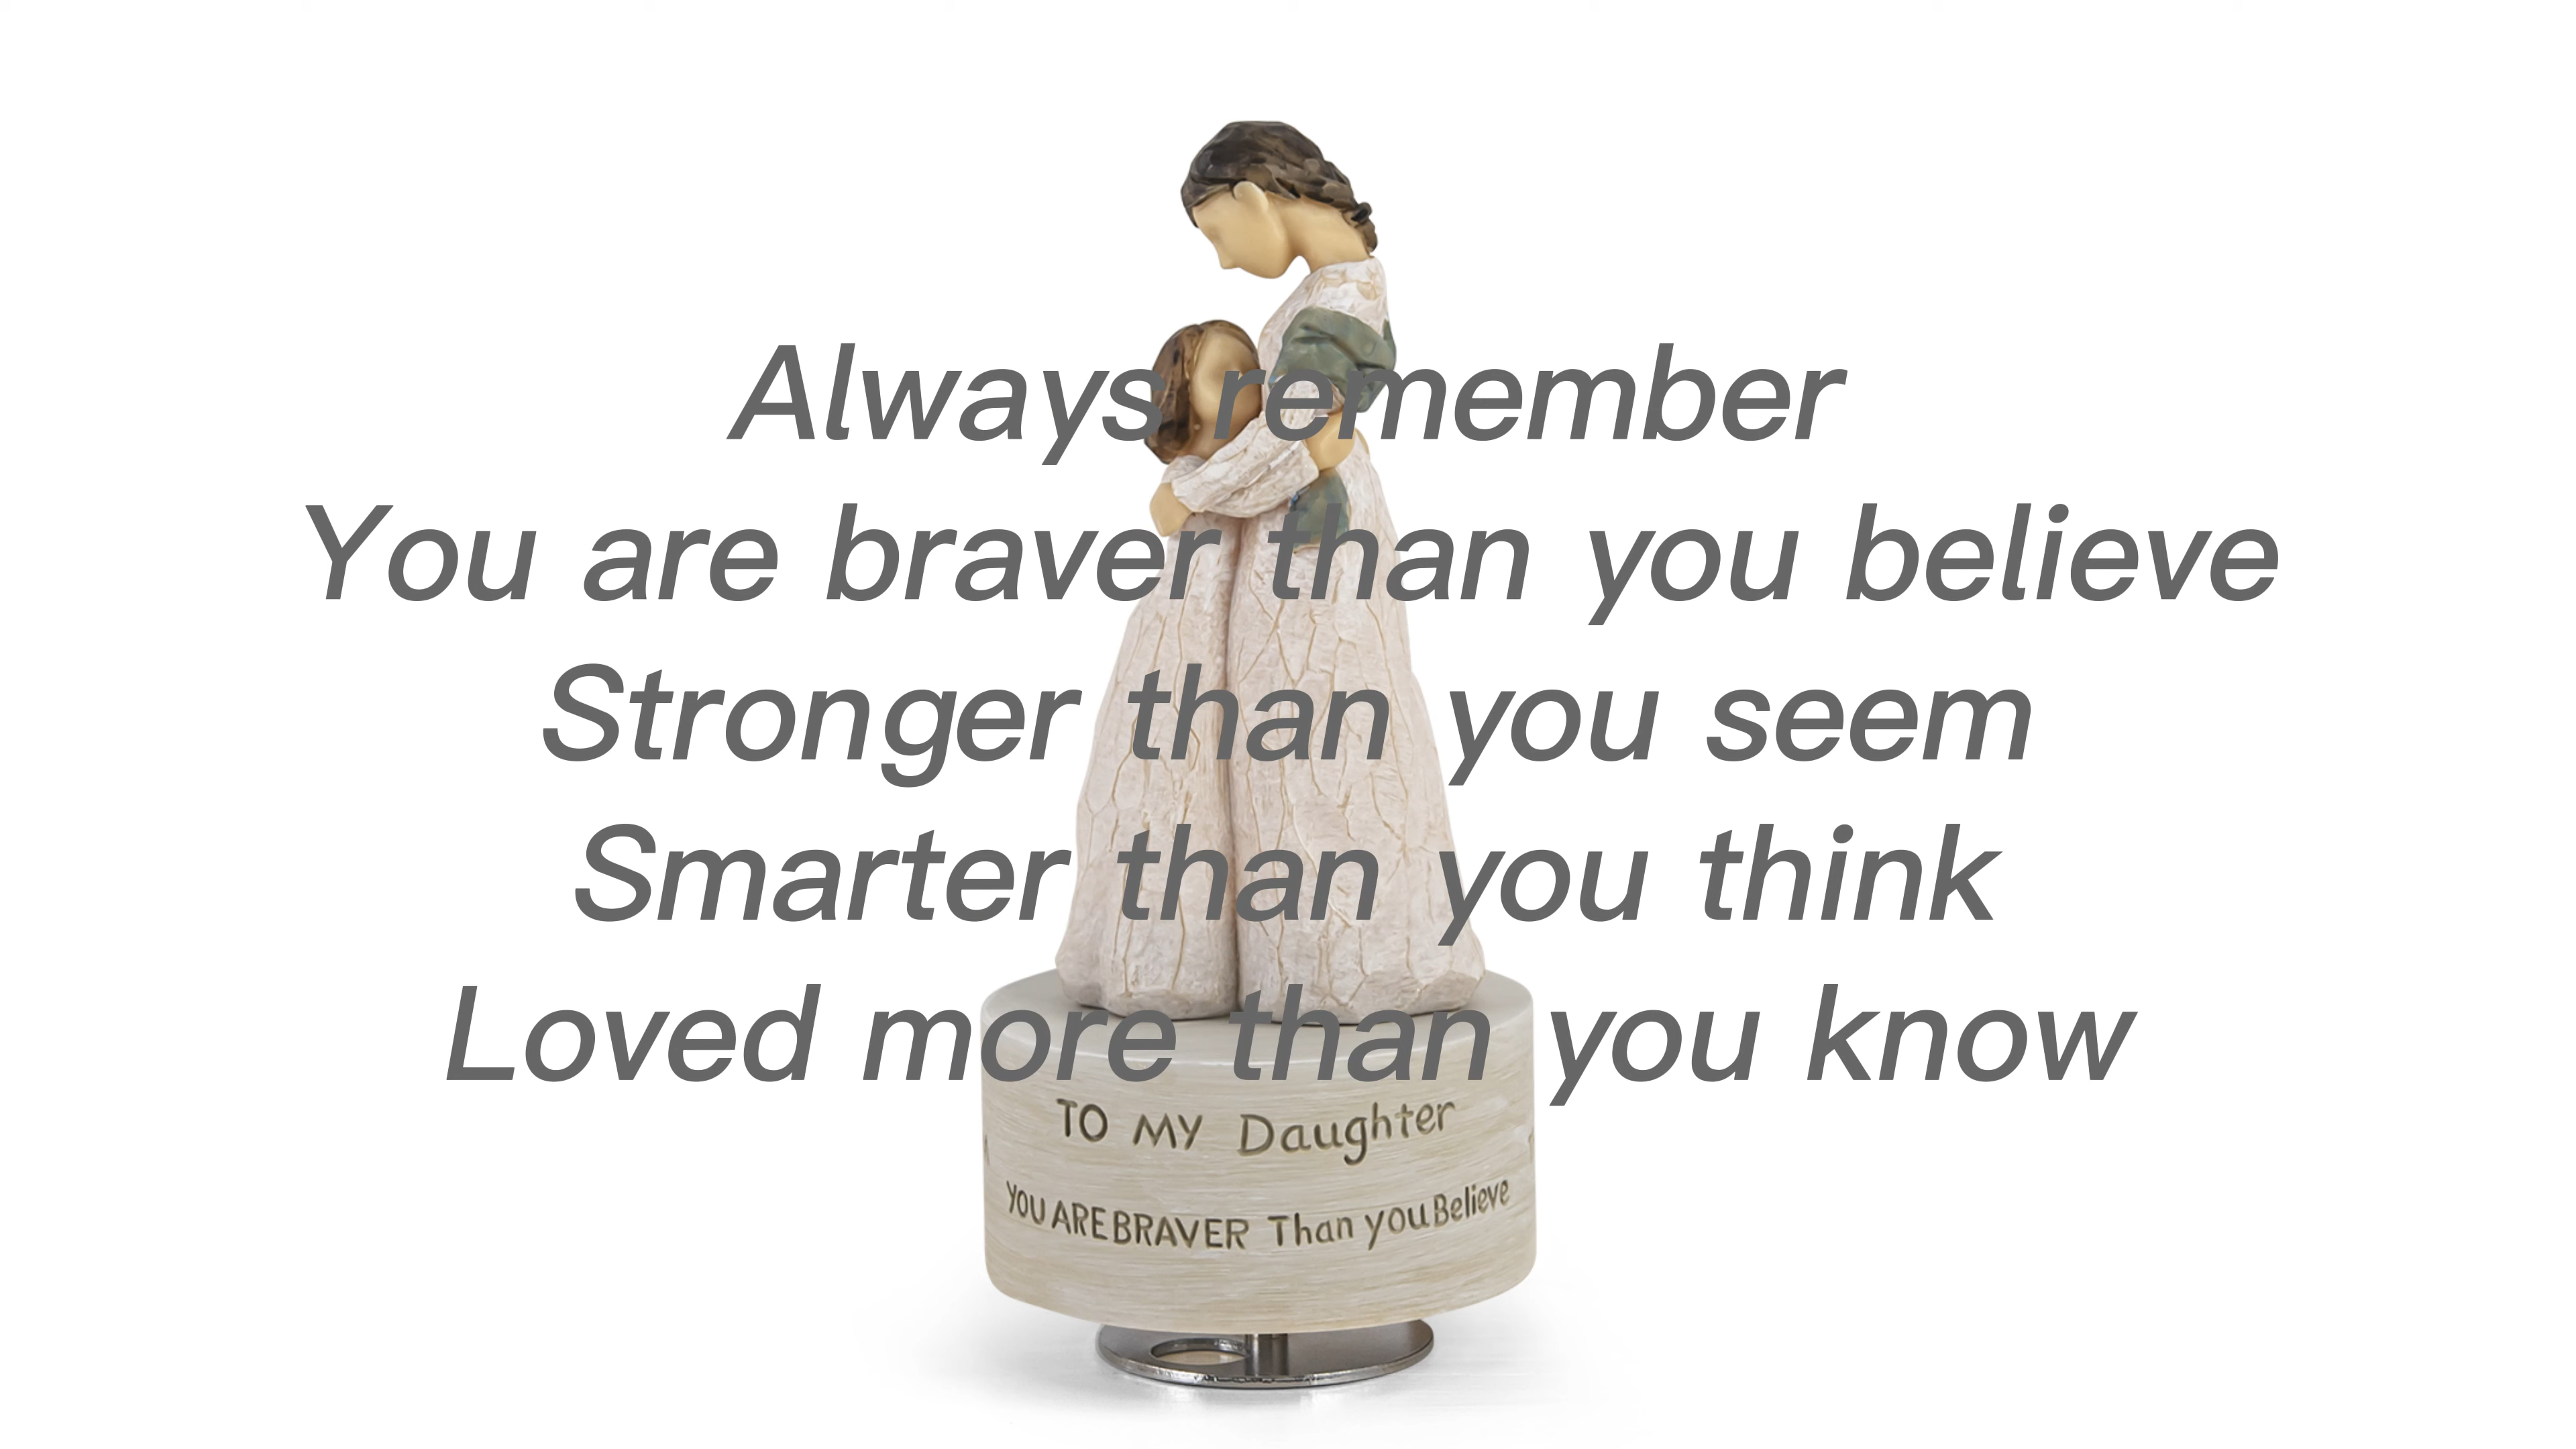 Always remember
You are braver than you believe
Stronger than you seem
Smarter than you think
Loved more than you know
TO MY Daughter
YOU ARE BRAVER Than you Believe